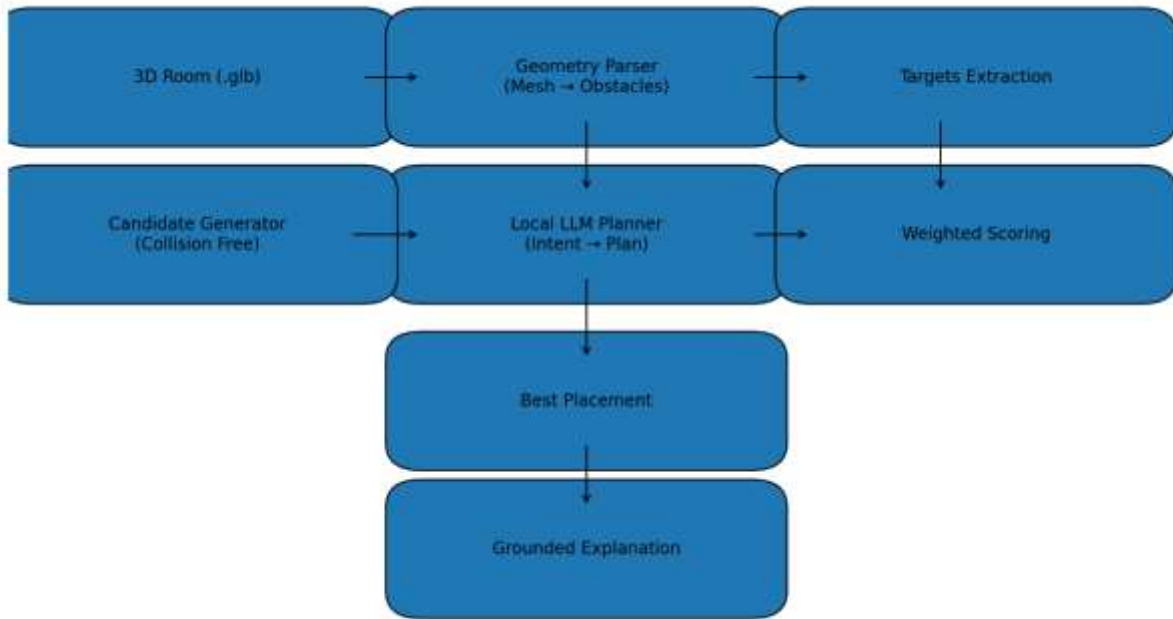 3D Room (.glb)
Geometry Parser
(Mesh → Obstacles)
Targets Extraction
Candidate Generator
(Collision Free)
Local LLM Planner
(Intent → Plan)
Weighted Scoring
Best Placement
Grounded Explanation